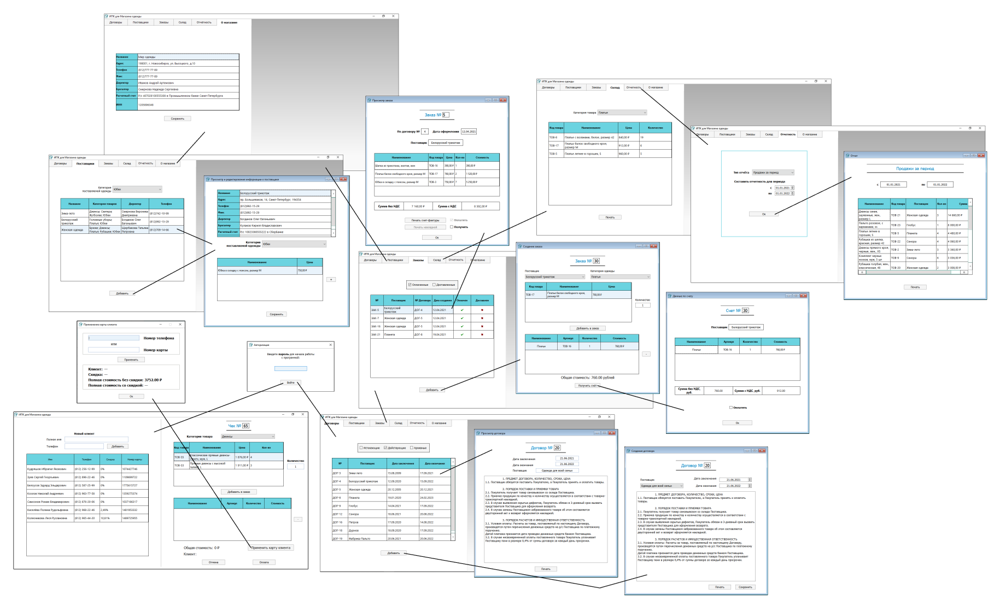 ИПК для Магазина одежды
Договоры Поставщики Заказы Склад Отчётность О магазине
Название Мир одежды
Адрес 198001, г. Новосибирск, ул. Высоцкого, д.10
Телефон (812)777-77-89
Факс (812)777-77-89
Директор Иванов Андрей Артемович
Бухгалтер Смирнова Надежда Сергеевна
Расчетный счет Р/с 407028100555308 в Промышленном банке Санкт-Петербурга
ИНН 1205898348
Сохранить
ИПК для Магазина одежды
Договоры Поставщики Заказы Склад Отчетность О магазине
Категория
поставляемой одежды Юбки
Название Категории товаров Директор Телефон
Зима-лето Джинсы; Свитера; Футболки; Юбки Смирнова Вероника Дмитриевна (812)742-10-99
Белорусский трикотаж Головные уборы; Платья; Юбки Богданов Олег Евгеньевич (812)992-15-29
Женская одежда Брюки; Джинсы; Платья; Рубашки; Юбки Щербакова Татьяна Петровна (812)709-14-66
Добавить
Просмотр и редактирование информации о поставщике
Название Белорусский трикотаж
Адрес пр. Большевиков, 14, Санкт-Петербург, 194354
Телефон (812)992-15-29
Факс (812)992-15-29
Директор Богданов Олег Евгеньевич
Бухгалтер Кулаков Кирилл Владиславович
Расчетный счет Р/с 10023380555222 в Сбербанке
Категория
поставляемой одежды Юбки
Наименование Цена
Юбка в складку с поясом, размер M 750,00 ₽
+
Сохранить
Просмотр заказа
Заказ № 5
По договору № 4 Дата оформления 12.04.2021
Поставщик Белорусский трикотаж
Наименование Код товара Цена Кол-во Стоимость
Шапка из трикотажа, желтая, жен ТОВ-16 390,00 ₽ 1 390,00 ₽
Платье белое свободного кроя, размер M ТОВ-17 760,00 ₽ 2 1 520,00 ₽
Юбка в складку с поясом, размер M ТОВ-3 750,00 ₽ 7 5 250,00 ₽
Сумма без НДС 7 160,00 ₽ Сумма с НДС 8 592,00 ₽
Печать счет-фактуры Оплатить
Печать накладной Получить
Ок
ИПК для Магазина одежды
Договоры Поставщики Заказы Склад Отчетность О магазине
Категория товара Платья
Код товара Наименование Цена Количество
ТОВ-8 Платье с воланами, белое, размер 42 840,00 ₽ 19
ТОВ-17 Платье белое свободного кроя, размер M 912,00 ₽ 6
ТОВ-5 Платье летнее в горошек, S 960,00 ₽ 5
Печать
ИПК для Магазина одежды
Договоры Поставщики Заказы Склад Отчетность О магазине
Тип отчёта Продажи за период
Составить отчетность для периода
с 01.01.2021
по 01.01.2022
Ок
Отчет
Продажи за период
с 01.01.2021 по 01.01.2022
Наименование Код товара Поставщик Кол-во Сумма
Джинсы синие, зауженные, жен, размер L ТОВ-21 Женская одежда 3 14 660,00 ₽
Пальто розовое, с карманами, xs ТОВ-23 Глобус 1 8 000,00 ₽
Платье летнее в горошек, S ТОВ-5 Планета 4 4 480,00 ₽
Рубашка из шелка, красная, размер 42 ТОВ-22 Сенора 4 4 060,00 ₽
Джинсы прямого кроя, черные, жен, XS ТОВ-2 Зима-лето 3 3 360,00 ₽
Комплект черных носков, муж, 5 шт ТОВ-9 Сенора 6 3 036,00 ₽
Рубашка голубая, жен, классическая, 40 ТОВ-20 Женская одежда 2 3 008,00 ₽
Печать
ИПК для Магазина одежды
Договоры Поставщики Заказы Склад Отчетность О магазине
Оплаченные Доставленные
№ Поставщик № Договора Дата создания Оплачен Доставлен
ЗАК-5 Белорусский трикотаж ДОГ-4 12.04.2021
ЗАК-7 Женская одежда ДОГ-5 12.04.2021
ЗАК-16 Женская одежда ДОГ-5 12.04.2021
ЗАК-21 Планета ДОГ-8 19.04.2021
Добавить
Создание заказа
Заказ № 30
Поставщик Категория одежды
Белорусский трикотаж Платья
Код товара Наименование Цена
ТОВ-17 Платье белое свободного кроя, размер M 760,00 ₽
Количество
1
Добавить в заказ
Наименование Артикул Количество Стоимость
Платье ТОВ-16 1 760,00 ₽
-
Общая стоимость: 760.00 рублей
Получить счёт
Данные по счету
Счет № 30
Поставщик Белорусский трикотаж
Наименование Артикул Количество Стоимость
Платье ТОВ-16 1 760,00 ₽
Сумма без НДС, руб. 760.00 Сумма с НДС, руб. 912.00
Оплатить
Ок
Применение карты клиента
Номер телефона
или
Номер карты
Применить
Клиент: —
Скидка: —
Полная стоимость без скидки: 3752.00 ₽
Полная стоимость со скидкой: —
Ок
Авторизация
Введите пароль для начала работы
с программой:
Войти
ИПК для Магазина одежды
Новый клиент
Полное имя
Телефон Добавить
Имя Телефон Скидка Номер карты
Кудряшов Ибрагил Яковович (812) 256-12-99 0% 1074427746
Зуев Сергей Георгьевич (812) 896-22-46 0% 1109699722
Белоусов Эдуард Эльдарович (812) 587-25-99 0% 1775615727
Козлов Николай Андреевич (812) 963-77-58 0% 1359275374
Самсонов Роман Владимирович (812) 876-20-06 0% 1037186317
Киселёва Полина Рудольфовна (812) 968-22-46 2,49% 1481953332
Колесникова Леся Руслановна (812) 965-44-20 10,81% 1489725955
Чек № 65
Категория товара Джинсы
Код товара Наименование Цена Кол-во
ТОВ-35 Классические прямые джинсы- стретч, муж, L 1 876,00 ₽ 4
ТОВ-33 Прямые джинсы с высокой талией, L 1 911,00 ₽ 3
Количество
1
Добавить в заказ
Наименование Артикул Количество Стоимость
Общая стоимость: 0 ₽ Применить карту клиента
Клиент:
Отмена Оплата
ИПК для Магазина одежды
Договоры Поставщики Заказы Склад Отчетность О магазине
Истекающие Действующие Архивные
№ Поставщик Дата заключения Дата окончания
ДОГ-3 Зима-лето 15.08.2009 17.09.2021
ДОГ-4 Белорусский трикотаж 12.09.2020 15.09.2022
ДОГ-5 Женская одежда 20.12.2005 20.12.2021
ДОГ-8 Планета 19.01.2020 24.02.2023
ДОГ-9 Глобус 14.04.2021 17.09.2022
ДОГ-12 Сенора 18.06.2021 20.08.2022
ДОГ-16 Петров 17.09.2020 14.08.2022
ДОГ-18 Дурнов 18.09.2020 17.09.2022
ДОГ-19 Фабрика Пальто 20.06.2021 20.06.2022
Добавить
Просмотр договора
Договор № 20
Дата заключения 21.06.2021
Дата окончания 21.06.2022
Поставщик Одежда для всей семьи
1. ПРЕДМЕТ ДОГОВОРА, КОЛИЧЕСТВО, СРОКИ, ЦЕНА
1.1. Поставщик обязуется поставить Покупателю, а Покупатель принять и оплатить товары.
2. ПОРЯДОК ПОСТАВКИ И ПРИЕМКИ ТОВАРА
2.1. Покупатель получает товар самовывозом со склада Поставщика.
2.2. Приемка продукции по качеству и количеству осуществляется в соответствии с товарно-
транспортной накладной.
2.3. В случае выявления скрытых дефектов, Покупатель обязан в 3-дневный срок вызвать
представителя Поставщика для оформления возврата.
2.4. В случае замены Поставщиком забракованного товара об этом составляется
двусторонний акт и возврат оформляется накладной.
3. ПОРЯДОК РАСЧЕТОВ И ИМУЩЕСТВЕННАЯ ОТВЕТСТВЕННОСТЬ
3.1. Условия оплаты: Расчеты за товар, поставляемый по настоящему Договору,
производятся путем перечисления денежных средств на р/с Поставщика по платежному
поручению.
Датой платежа признается дата проводки денежных средств банком Поставщика.
3.2. В случае несвоевременной оплаты поставленного товара Покупатель уплачивает
Поставщику пени в размере 0,4% от суммы договора за каждый день просрочки.
Печать
Создание договора
Договор № 20
Поставщик Дата заключения 21.06.2021
Одежда для всей семьи Дата окончания 21.06.2022
1. ПРЕДМЕТ ДОГОВОРА, КОЛИЧЕСТВО, СРОКИ, ЦЕНА
1.1. Поставщик обязуется поставить Покупателю, а Покупатель принять и оплатить
товары.
2. ПОРЯДОК ПОСТАВКИ И ПРИЕМКИ ТОВАРА
2.1. Покупатель получает товар самовывозом со склада Поставщика.
2.2. Приемка продукции по качеству и количеству осуществляется в соответствии с
товарно-транспортной накладной.
2.3. В случае выявления скрытых дефектов, Покупатель обязан в 3-дневный срок вызвать
представителя Поставщика для оформления возврата.
2.4. В случае замены Поставщиком забракованного товара об этом составляется
двусторонний акт и возврат оформляется накладной.
3. ПОРЯДОК РАСЧЕТОВ И ИМУЩЕСТВЕННАЯ ОТВЕТСТВЕННОСТЬ
3.1. Условия оплаты: Расчеты за товар, поставляемый по настоящему Договору,
производятся путем перечисления денежных средств на р/с Поставщика по платежному
поручению.
Датой платежа признается дата проводки денежных средств банком Поставщика.
3.2. В случае несвоевременной оплаты поставленного товара Покупатель уплачивает
Поставщику пени в размере 0,4% от суммы договора за каждый день просрочки.
Печать Сохранить